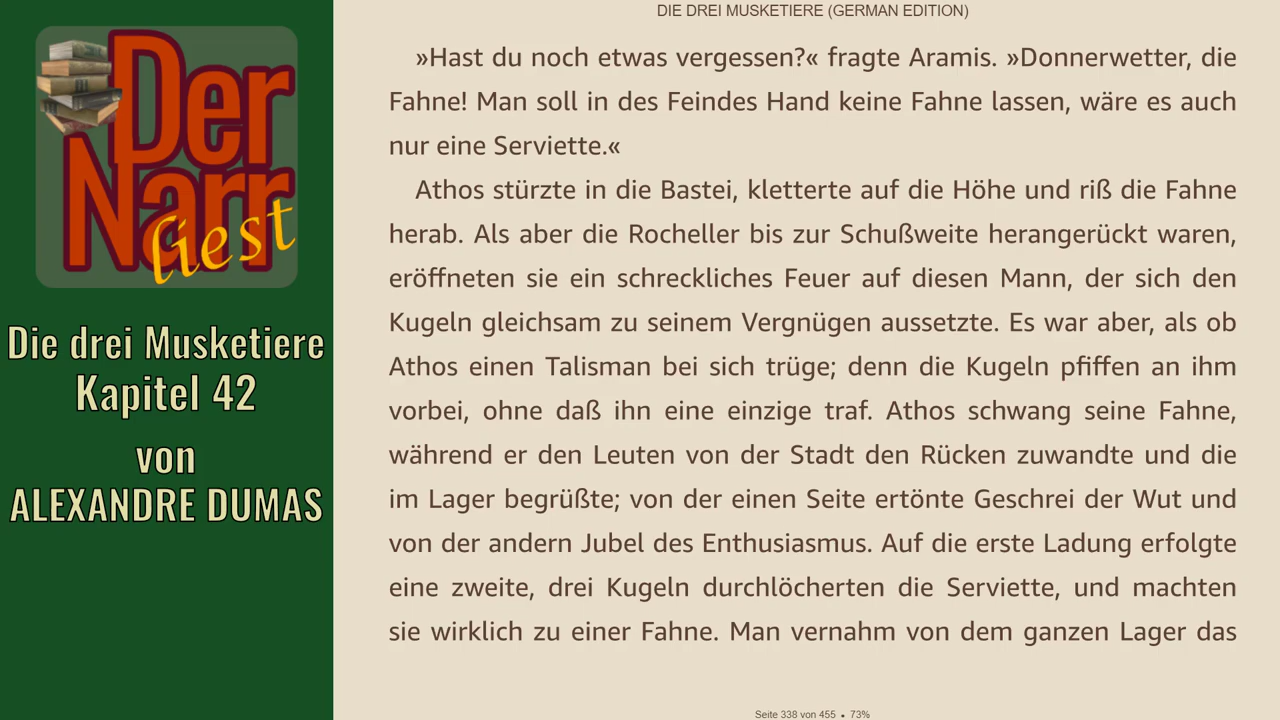 Der
Narr
liest
Die drei Musketiere
Kapitel 42
von
ALEXANDRE DUMAS
DIE DREI MUSKETIERE (GERMAN EDITION)
»Hast du noch etwas vergessen?« fragte Aramis. »Donnerwetter, die
Fahne! Man soll in des Feindes Hand keine Fahne lassen, wäre es auch
nur eine Serviette.«
Athos stürzte in die Bastei, kletterte auf die Höhe und riß die Fahne
herab. Als aber die Rocheller bis zur Schußweite herangerückt waren,
eröffneten sie ein schreckliches Feuer auf diesen Mann, der sich den
Kugeln gleichsam zu seinem Vergnügen aussetzte. Es war aber, als ob
Athos einen Talisman bei sich trüge; denn die Kugeln pfiffen an ihm
vorbei, ohne daß ihn eine einzige traf. Athos schwang seine Fahne,
während er den Leuten von der Stadt den Rücken zuwandte und die
im Lager begrüßte; von der einen Seite ertönte Geschrei der Wut und
von der andern Jubel des Enthusiasmus. Auf die erste Ladung erfolgte
eine zweite, drei Kugeln durchlöcherten die Serviette, und machten
sie wirklich zu einer Fahne. Man vernahm von dem ganzen Lager das
Seite 338 von 455 • 73%